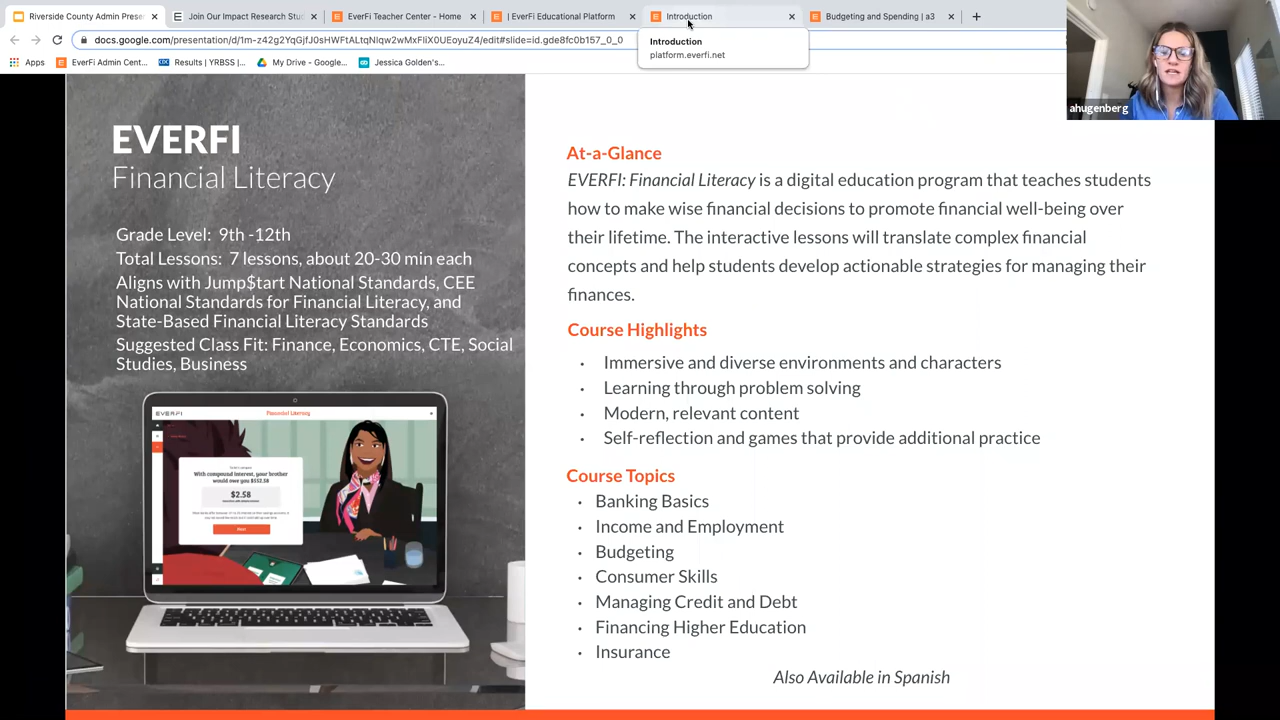 Riverside County Admin Presen
Join Our Impact Research Stud
EverFi Teacher Center - Home
| EverFi Educational Platform
Introduction
Budgeting and Spending | a3
docs.google.com/presentation/d/1m-z42g2YqGjfJ0sHWFtALtqNlqw2wMxFIiX0UEoyuZ4/edit#slide=id.gde8fc0b157_0_0
Introduction
platform.everfi.net
Apps
EverFi Admin Cent...
Results | YRBSS,...
My Drive - Google...
Jessica Golden's...
ahugenberg
EVERFI
Financial Literacy
Grade Level: 9th -12th
Total Lessons: 7 lessons, about 20-30 min each
Aligns with Jump$tart National Standards, CEE
National Standards for Financial Literacy, and
State-Based Financial Literacy Standards
Suggested Class Fit: Finance, Economics, CTE, Social
Studies, Business
EVERFI
Financial Literacy
With compound interest, your brother
would owe you $552.58
$2.58
Next
At-a-Glance
EVERFI: Financial Literacy is a digital education program that teaches students
how to make wise financial decisions to promote financial well-being over
their lifetime. The interactive lessons will translate complex financial
concepts and help students develop actionable strategies for managing their
finances.
Course Highlights
• Immersive and diverse environments and characters
• Learning through problem solving
• Modern, relevant content
• Self-reflection and games that provide additional practice
Course Topics
• Banking Basics
• Income and Employment
• Budgeting
• Consumer Skills
• Managing Credit and Debt
• Financing Higher Education
• Insurance
Also Available in Spanish